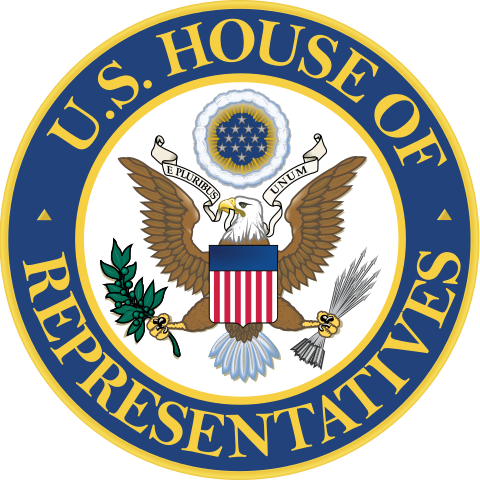 U.S. HOUSE OF
REPRESENTATIVES
E PLURIBUS
UNUM